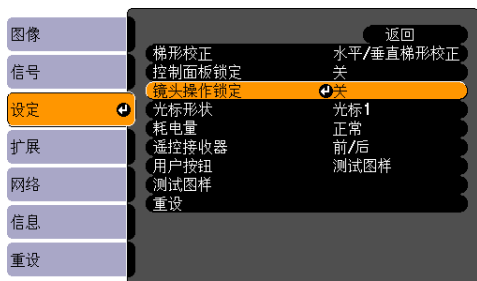 图像
信号
设定
扩展
网络
信息
重设
返回
梯形校正 水平/垂直梯形校正
控制面板锁定 关
镜头操作锁定 关
光标形状 光标1
耗电量 正常
遥控接收器 前/后
用户按钮 测试图样
测试图样
重设